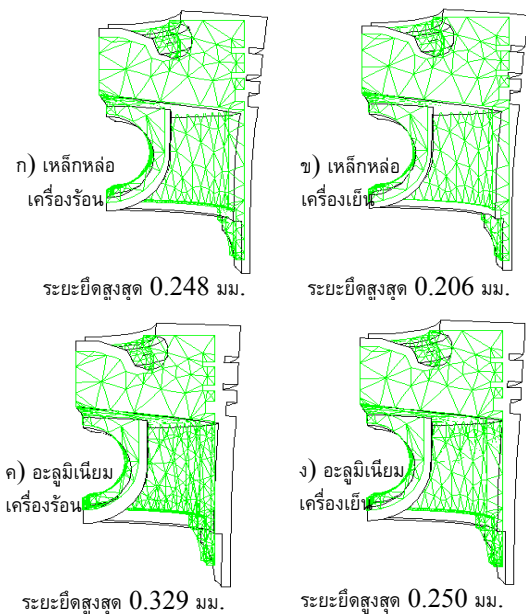 ก) เหล็กหล่อ
เครื่องร้อน
ระยะยืดสูงสุด 0.248 มม.
ข) เหล็กหล่อ
เครื่องเย็น
ระยะยืดสูงสุด 0.206 มม.
ค) อะลูมิเนียม
เครื่องร้อน
ระยะยืดสูงสุด 0.329 มม.
ง) อะลูมิเนียม
เครื่องเย็น
ระยะยืดสูงสุด 0.250 มม.